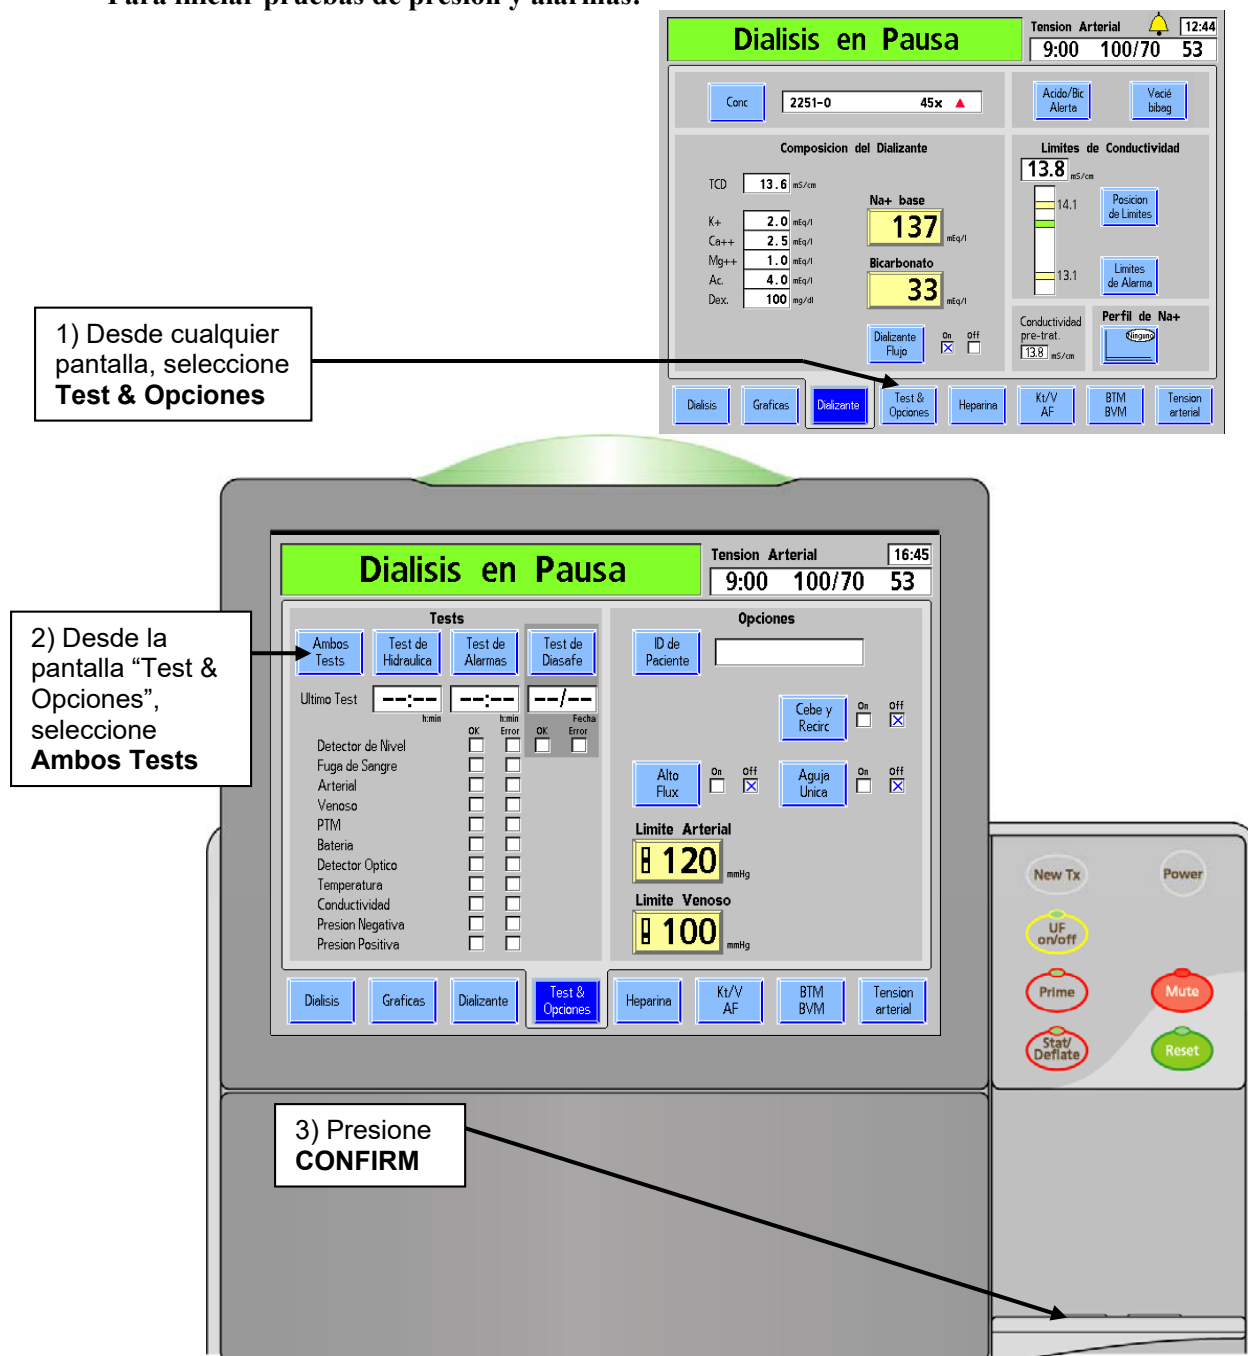 Para iniciar pruebas de presión y alarmas:
Dialisis en Pausa
Tension Arterial
12:44
9:00 100/70 53
Conc
2251-0 45x
Acido/Bic
Alerta
Vacié
bibag
Composicion del Dializante
TCD 13.6 mS/cm
K+ 2.0 mEq/l
Ca++ 2.5 mEq/l
Mg++ 1.0 mEq/l
Ac. 4.0 mEq/l
Dex. 100 mg/dl
Na+ base
137 mEq/l
Bicarbonato
33 mEq/l
Dializante
Flujo
On Off
Limites de Conductividad
13.8 mS/cm
14.1
13.1
Posicion
de Limites
Limites
de Alarma
Conductividad
pre-trat.
13.8 mS/cm
Perfil de Na+
Ninguno
Dialisis
Graficas
Dializante
Test &
Opciones
Heparina
Kt/V
AF
BTM
BVM
Tension
arterial
1) Desde cualquier
pantalla, seleccione
Test & Opciones
Dialisis en Pausa
Tension Arterial
16:45
9:00 100/70 53
2) Desde la
pantalla “Test &
Opciones”,
seleccione
Ambos Tests
Tests
Ambos
Tests
Test de
Hidraulica
Test de
Alarmas
Test de
Diasafe
Ultimo Test --:-- --:-- --/--
h:min h:min Fecha
OK Error OK Error
Detector de Nivel
Fuga de Sangre
Arterial
Venoso
PTM
Bateria
Detector Optico
Temperatura
Conductividad
Presion Negativa
Presion Positiva
Opciones
ID de
Paciente
Cebe y
Recirc
On Off
Alto
Flux
On Off
Aguja
Unica
On Off
Limite Arterial
120 mmHg
Limite Venoso
100 mmHg
Dialisis
Graficas
Dializante
Test &
Opciones
Heparina
Kt/V
AF
BTM
BVM
Tension
arterial
New Tx
Power
UF
on/off
Prime
Mute
Stat/
Deflate
Reset
3) Presione
CONFIRM